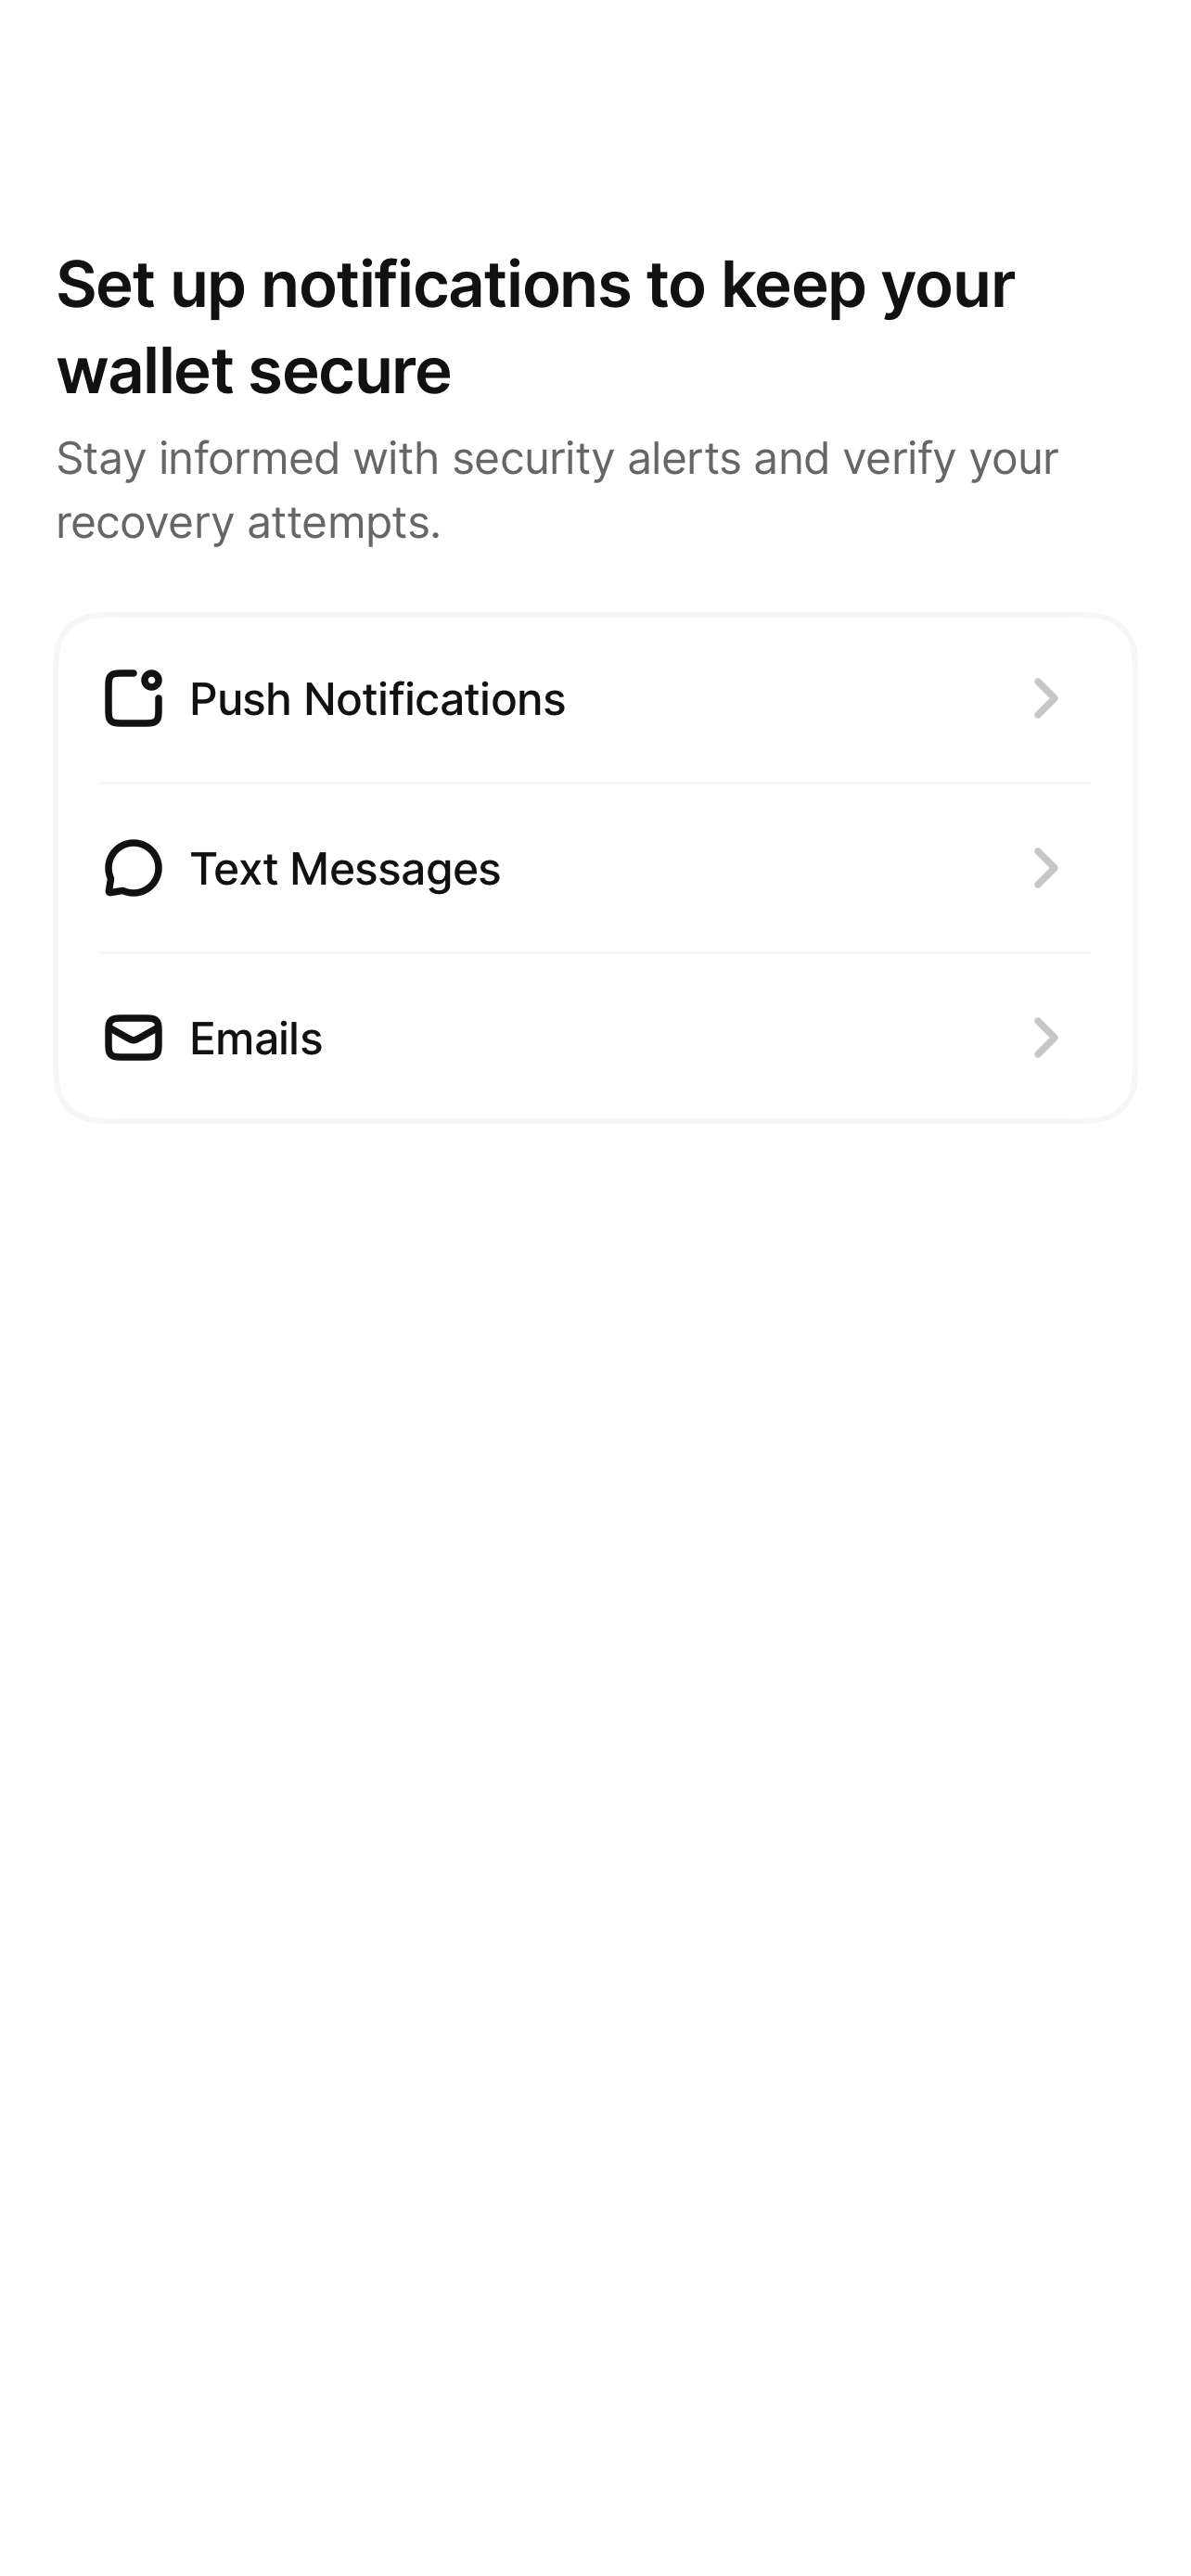 Set up notifications to keep your
wallet secure
Stay informed with security alerts and verify your
recovery attempts.
Push Notifications
Text Messages
Emails